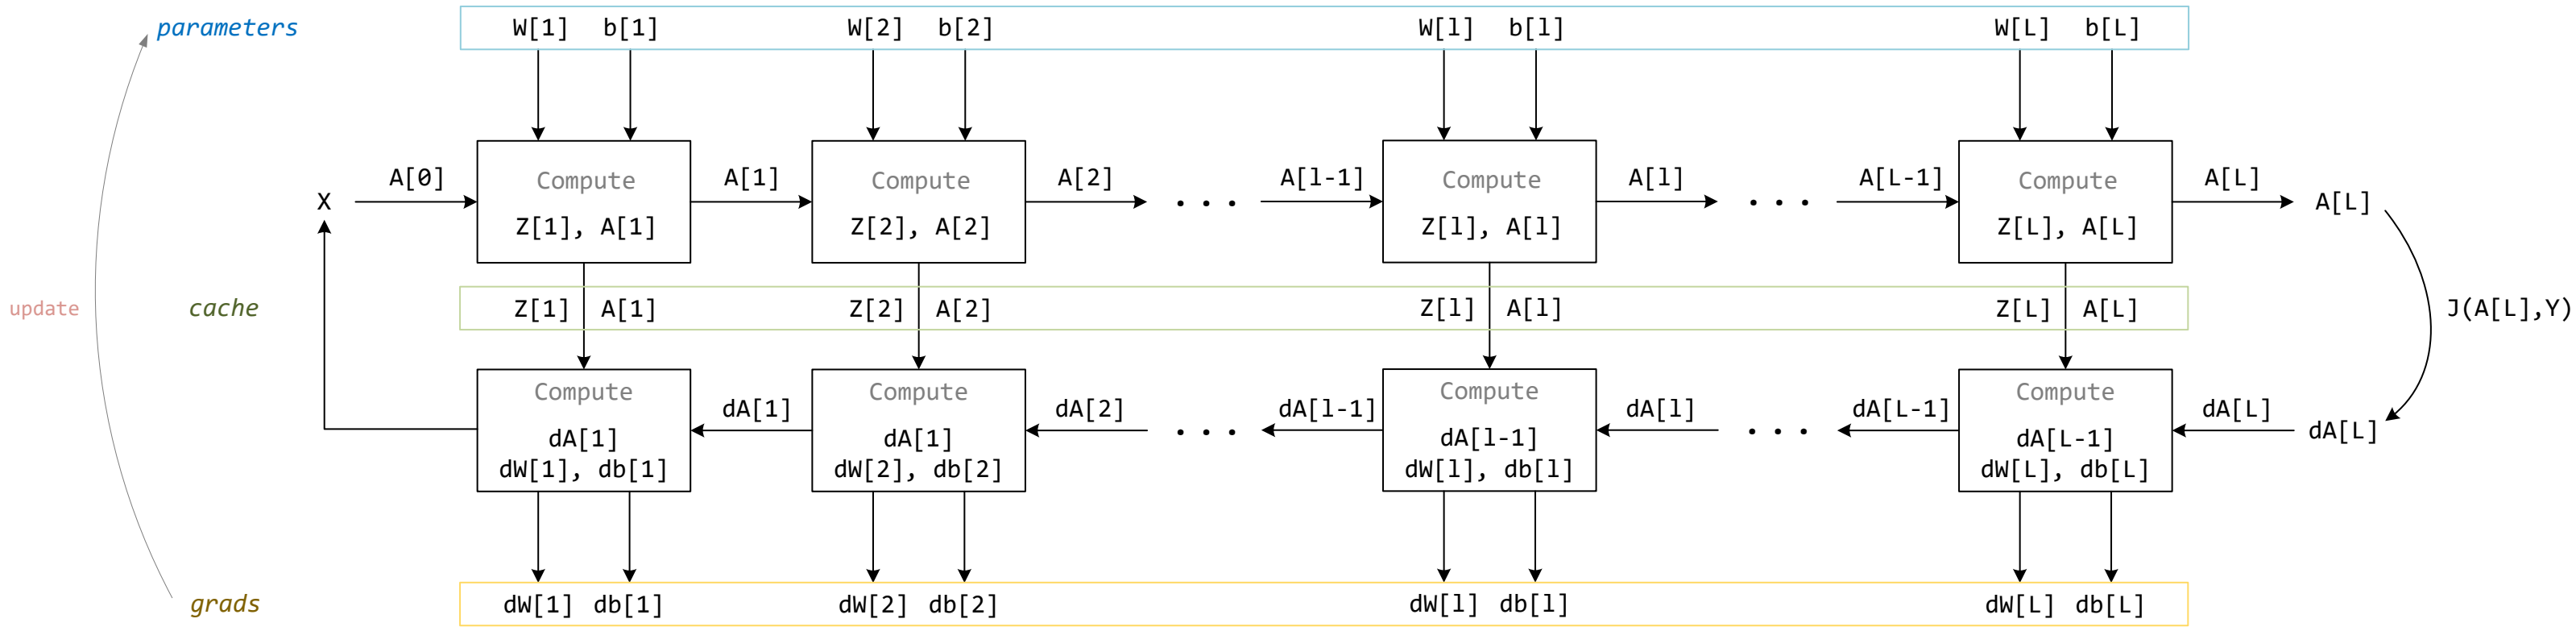 parameters W[1] b[1] W[2] b[2] W[l] b[l] W[L] b[L]
A[0] A[1] A[2] A[l-1] A[l] A[L-1] A[L]
Compute Compute Compute Compute
X ... ... A[L]
Z[1], A[1] Z[2], A[2] Z[l], A[l] Z[L], A[L]
update cache Z[1] A[1] Z[2] A[2] Z[l] A[l] Z[L] A[L] J(A[L],Y)
Compute Compute Compute Compute
dA[1] dA[2] dA[l-1] dA[l] dA[L-1] dA[L]
dA[1] dA[1] ... dA[l-1] ... dA[L-1] dA[L]
dW[1], db[1] dW[2], db[2] dW[l], db[l] dW[L], db[L]
grads dW[1] db[1] dW[2] db[2] dW[l] db[l] dW[L] db[L]